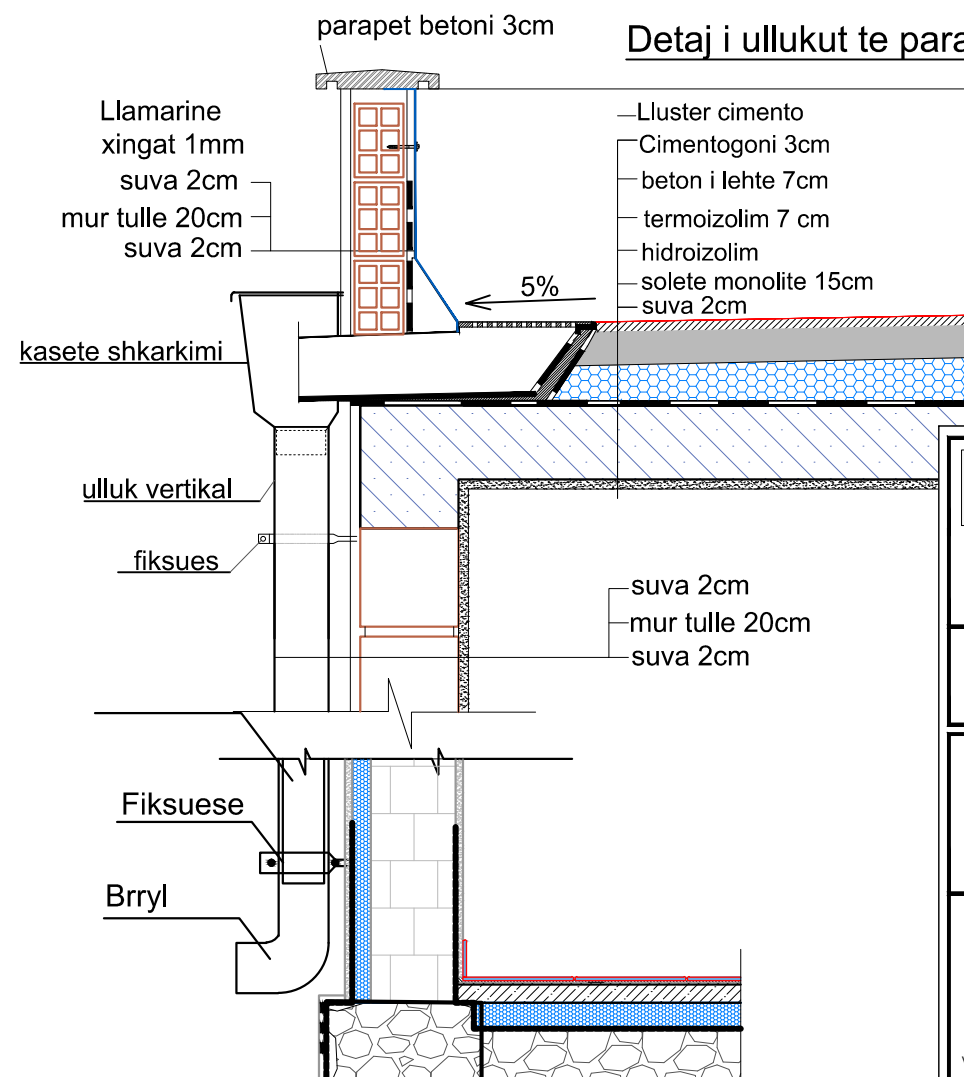 parapet betoni 3cm
Detaj i ullukut te para
Llamarine
xingat 1mm
suva 2cm
mur tulle 20cm
suva 2cm
Lluster cimento
Cimentogoni 3cm
beton i lehte 7cm
termoizolim 7 cm
hidroizolim
solete monolite 15cm
suva 2cm
5%
kasete shkarkimi
ulluk vertikal
fiksues
suva 2cm
mur tulle 20cm
suva 2cm
Fiksuese
Brryl